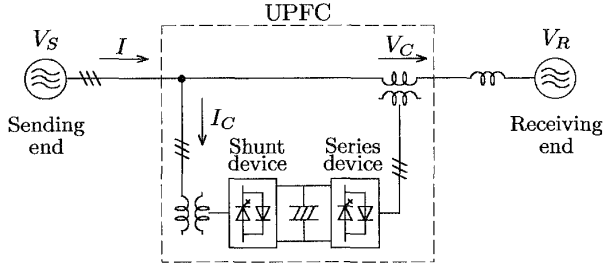 UPFC
V_S
I
V_C
V_R
Sending
end
I_C
Receiving
end
Shunt
device
Series
device